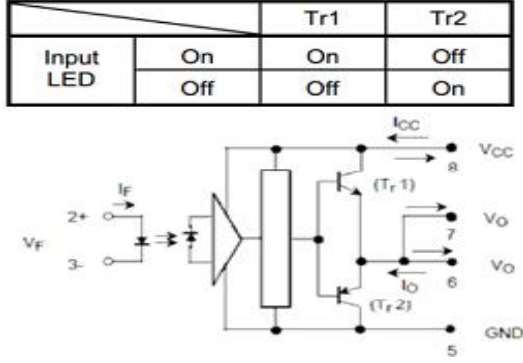 Tr1 Tr2
Input LED On On Off
Off Off On
ICC
8 VCC
(Tr 1)
IF
2+
7 VO
VF
3-
IO 6 VO
(Tr 2)
GND
5